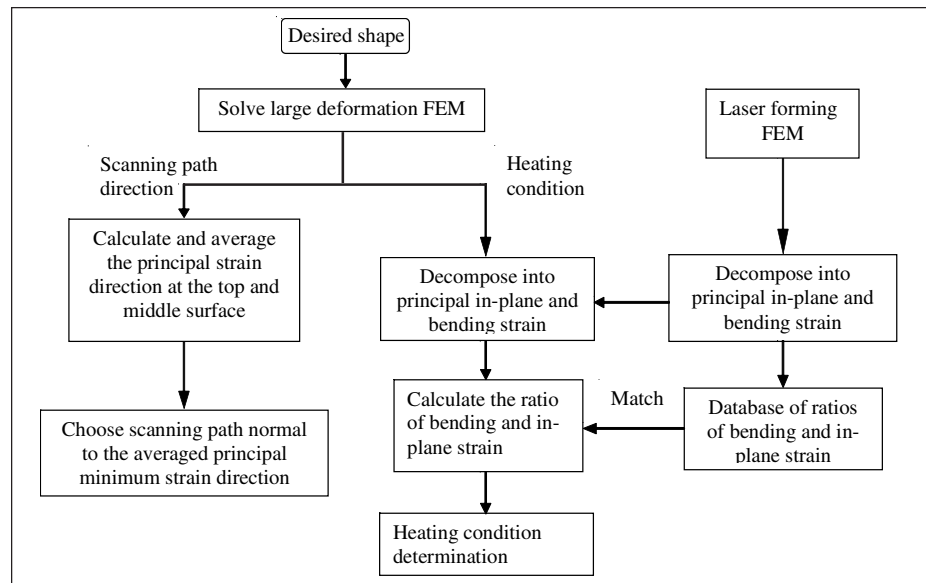 Desired shape
Solve large deformation FEM
Laser forming
FEM
Scanning path
direction
Heating
condition
Calculate and average
the principal strain
direction at the top and
middle surface
Decompose into
principal in-plane and
bending strain
Decompose into
principal in-plane and
bending strain
Choose scanning path normal
to the averaged principal
minimum strain direction
Calculate the ratio
of bending and in-
plane strain
Match
Database of ratios
of bending and in-
plane strain
Heating condition
determination